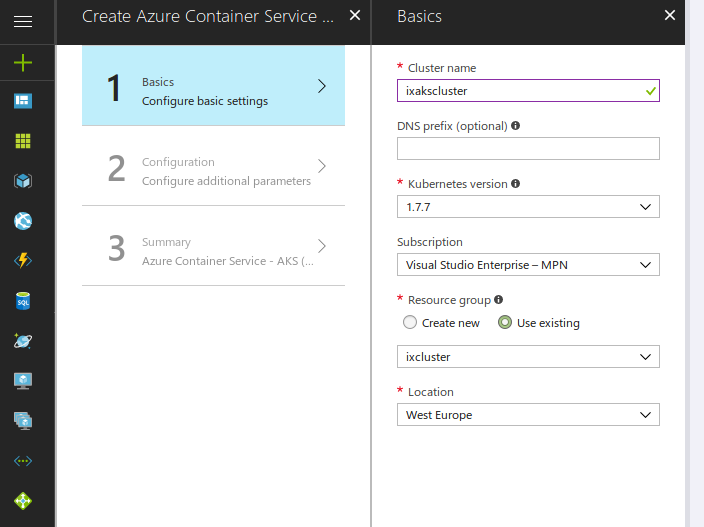 Create Azure Container Service ...
Basics
1
Basics
Configure basic settings
2
Configuration
Configure additional parameters
3
Summary
Azure Container Service - AKS (...
* Cluster name
ixakscluster
DNS prefix (optional)
* Kubernetes version
1.7.7
Subscription
Visual Studio Enterprise – MPN
* Resource group
Create new
Use existing
ixcluster
* Location
West Europe
SQL